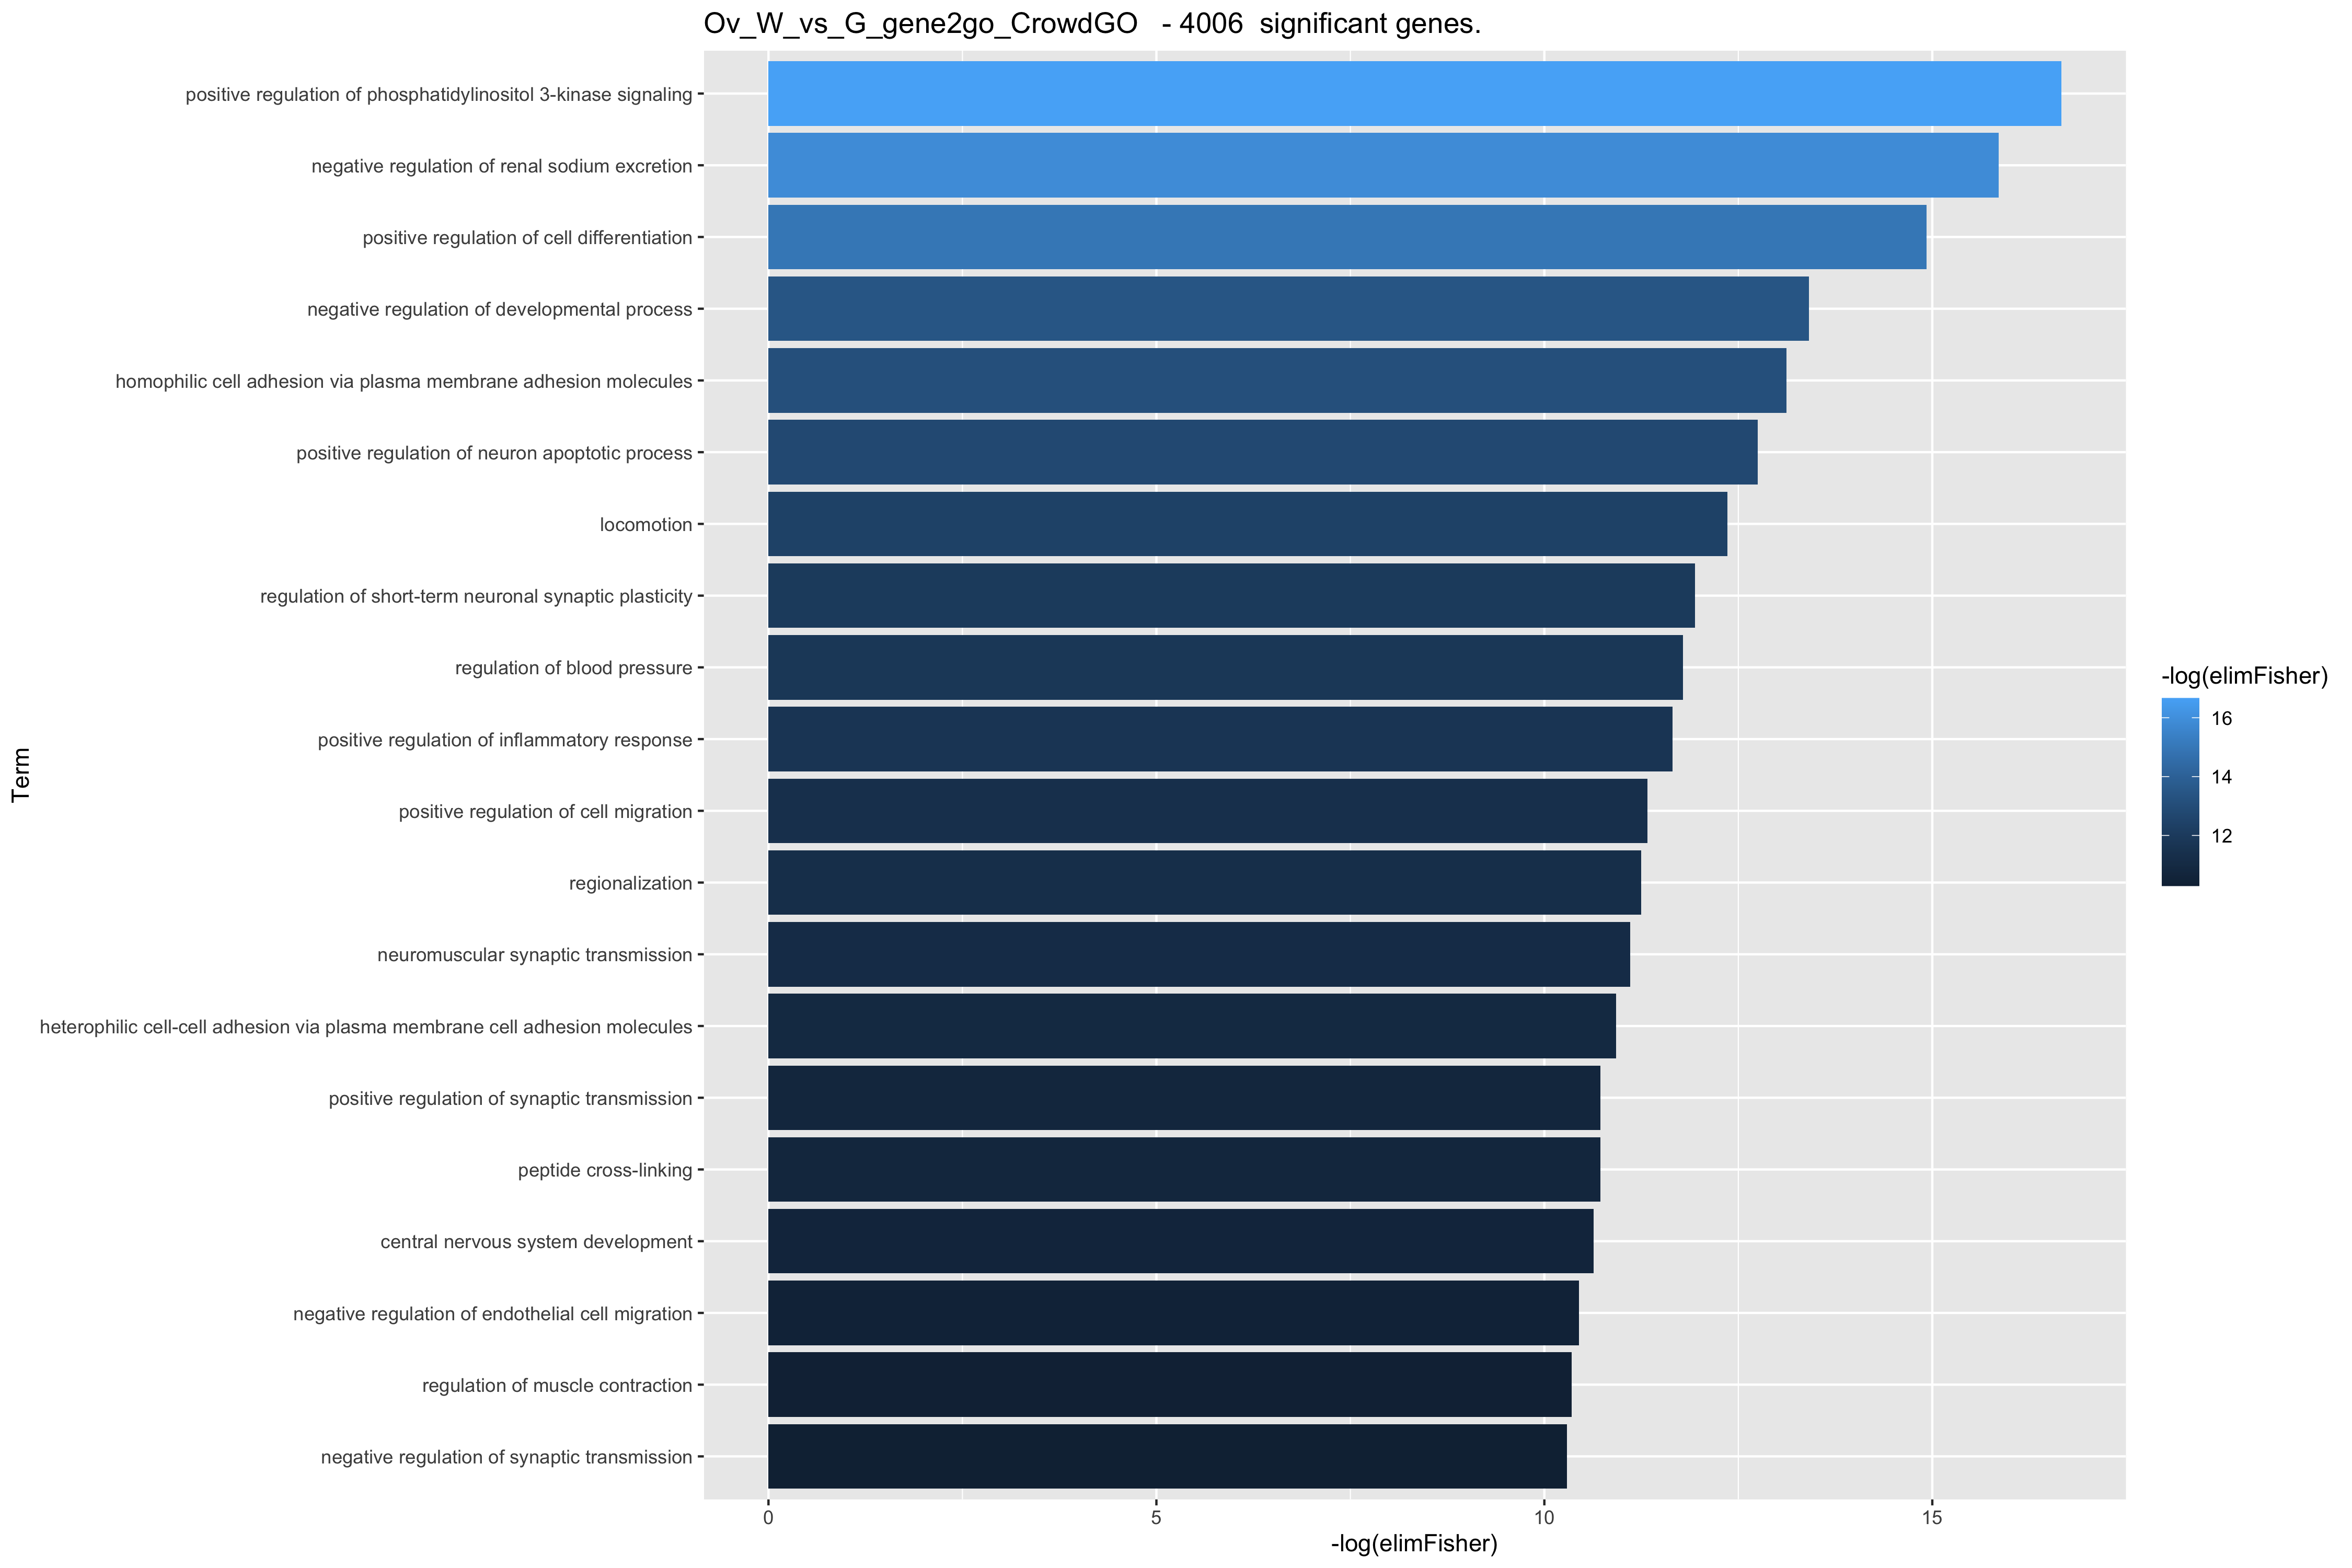 Ov_W_vs_G_gene2go_CrowdGO   - 4006  significant genes.
Term
positive regulation of phosphatidylinositol 3-kinase signaling
negative regulation of renal sodium excretion
positive regulation of cell differentiation
negative regulation of developmental process
homophilic cell adhesion via plasma membrane adhesion molecules
positive regulation of neuron apoptotic process
locomotion
regulation of short-term neuronal synaptic plasticity
regulation of blood pressure
positive regulation of inflammatory response
positive regulation of cell migration
regionalization
neuromuscular synaptic transmission
heterophilic cell-cell adhesion via plasma membrane cell adhesion molecules
positive regulation of synaptic transmission
peptide cross-linking
central nervous system development
negative regulation of endothelial cell migration
regulation of muscle contraction
negative regulation of synaptic transmission
0 5 10 15
-log(elimFisher)
-log(elimFisher)
16
14
12